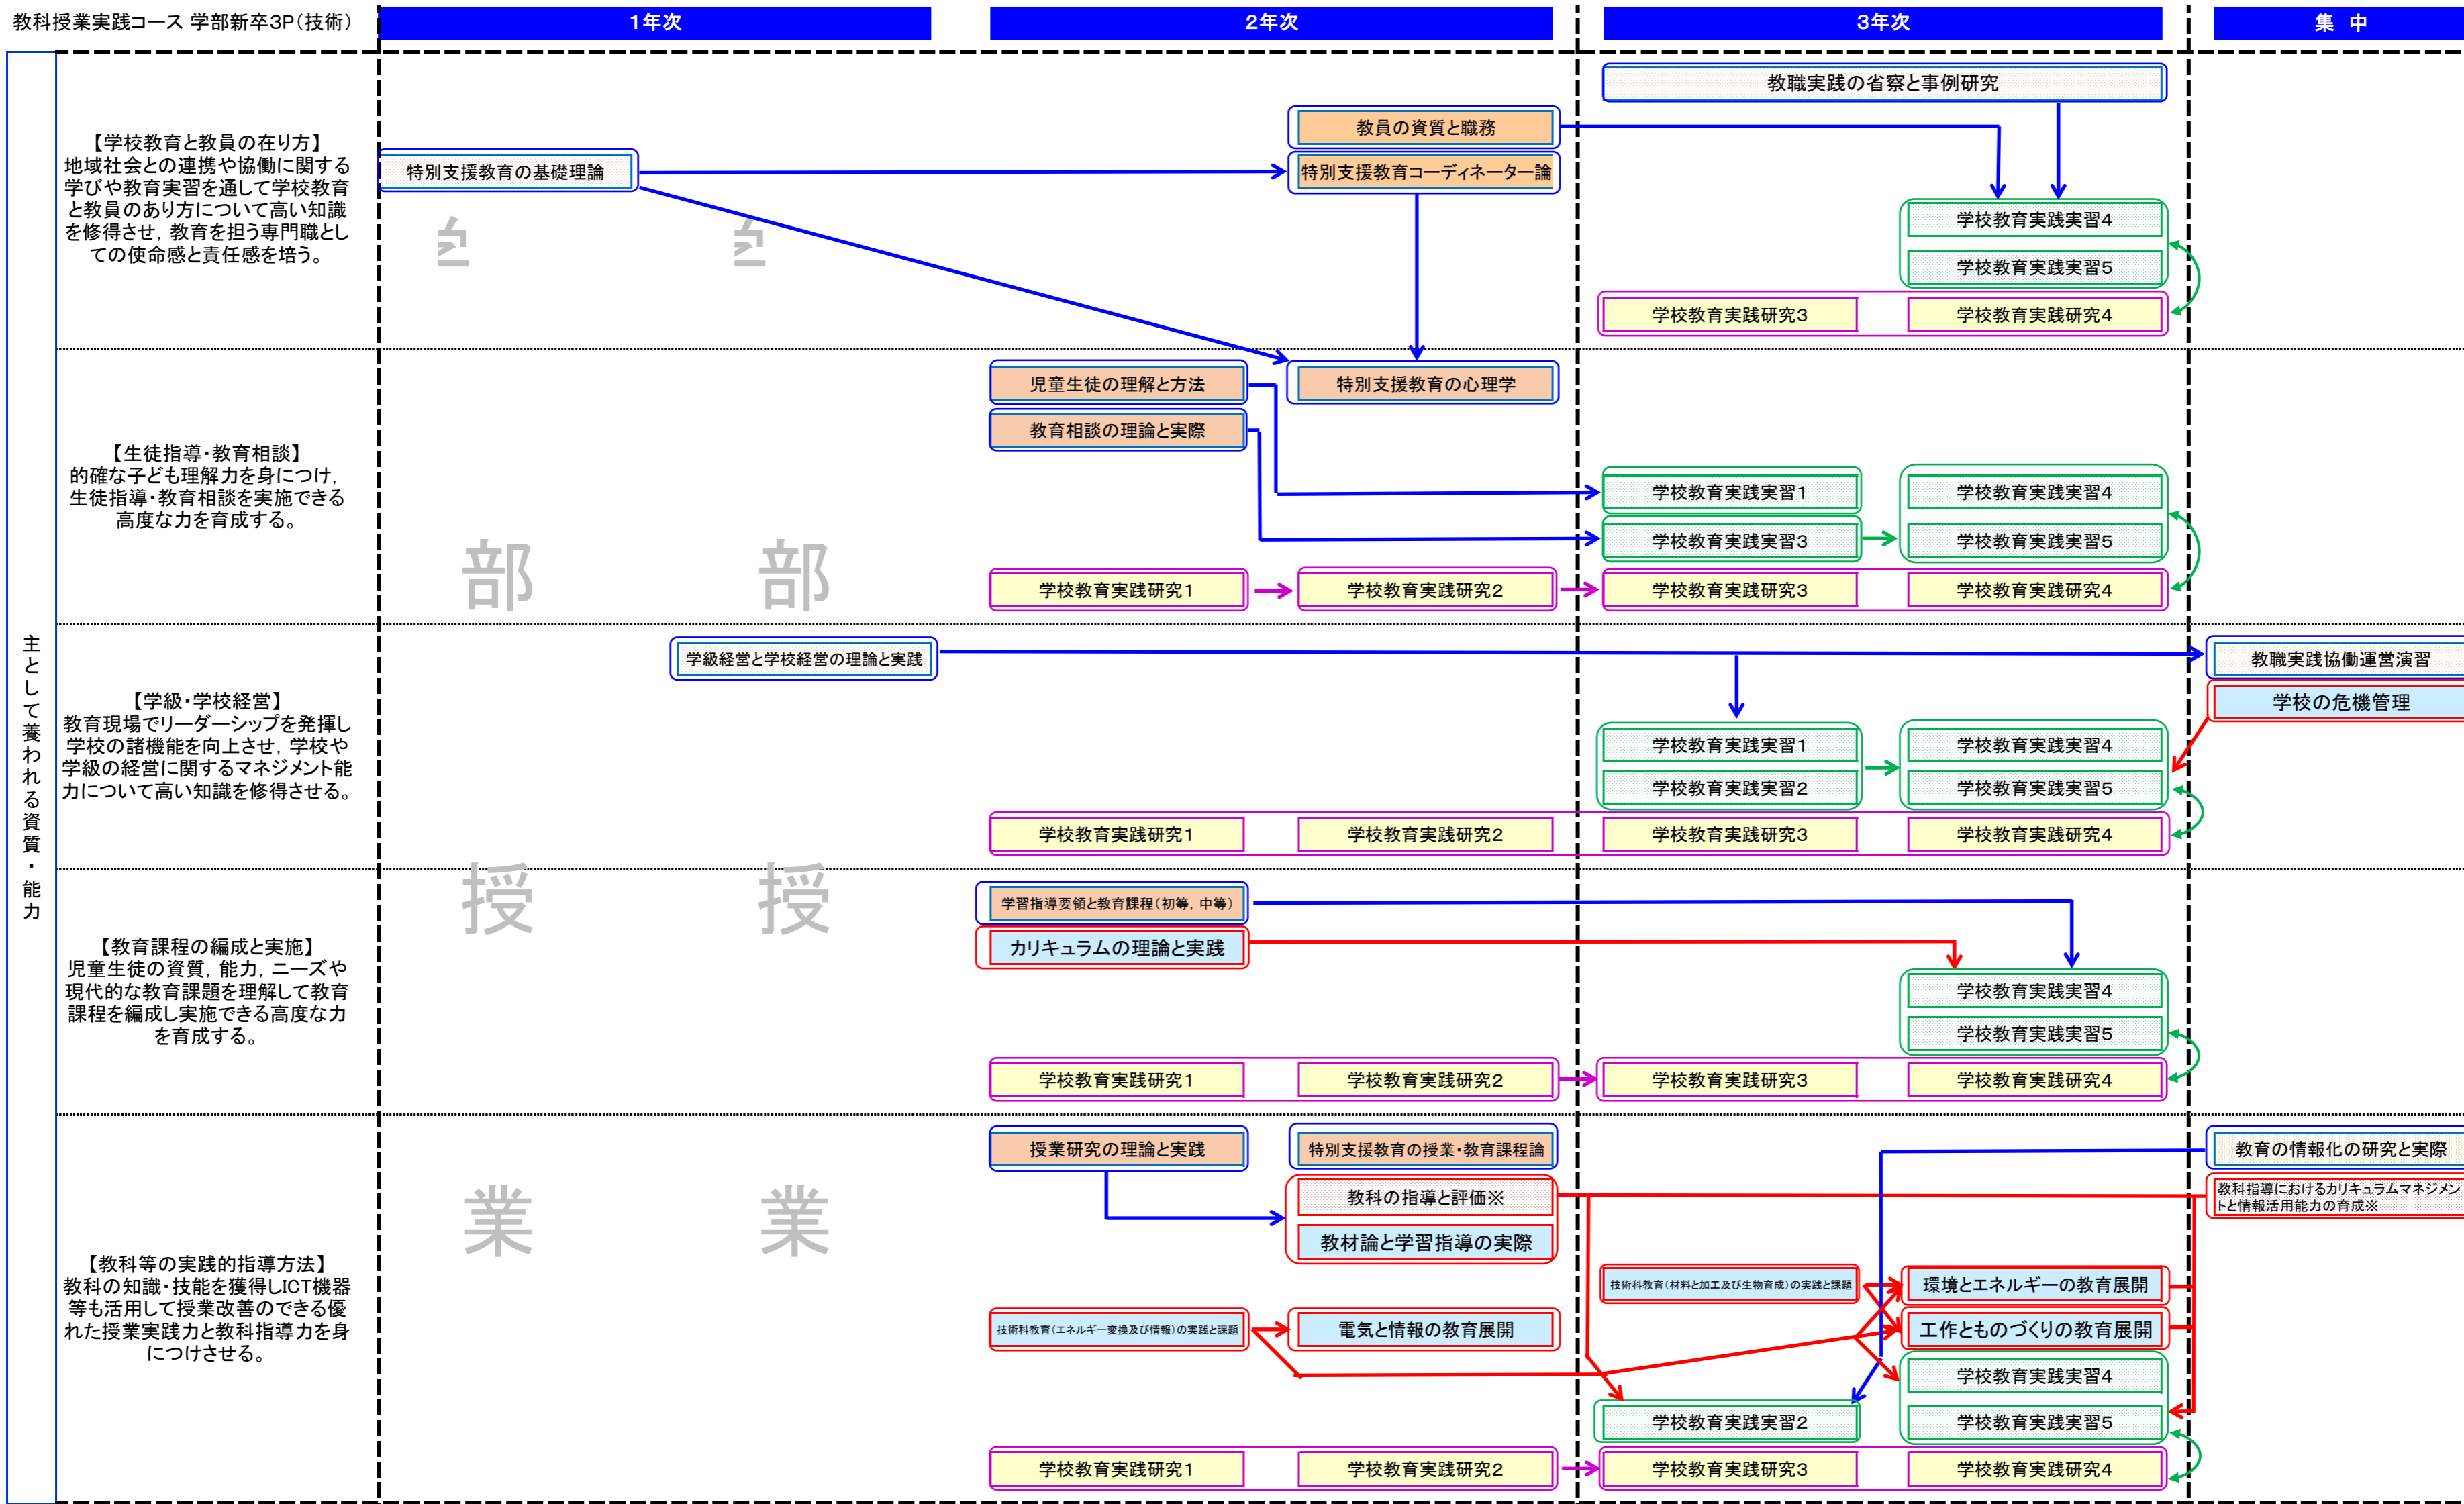 教科授業実践コース 学部新卒3P(技術)
1年次
2年次
3年次
集 中
主として養われる資質・能力
【学校教育と教員の在り方】
地域社会との連携や協働に関する
学びや教育実習を通して学校教育
と教員のあり方について高い知識
を修得させ，教育を担う専門職とし
ての使命感と責任感を培う。
教職実践の省察と事例研究
教員の資質と職務
特別支援教育の基礎理論
特別支援教育コーディネーター論
学校教育実践実習4
学校教育実践実習5
学校教育実践研究3
学校教育実践研究4
【生徒指導・教育相談】
的確な子ども理解力を身につけ，
生徒指導・教育相談を実施できる
高度な力を育成する。
児童生徒の理解と方法
特別支援教育の心理学
教育相談の理論と実際
学校教育実践実習1
学校教育実践実習4
学校教育実践実習3
学校教育実践実習5
部
部
学校教育実践研究1
学校教育実践研究2
学校教育実践研究3
学校教育実践研究4
【学級・学校経営】
教育現場でリーダーシップを発揮し
学校の諸機能を向上させ，学校や
学級の経営に関するマネジメント能
力について高い知識を修得させる。
学級経営と学校経営の理論と実践
教職実践協働運営演習
学校の危機管理
学校教育実践実習1
学校教育実践実習4
学校教育実践実習2
学校教育実践実習5
学校教育実践研究1
学校教育実践研究2
学校教育実践研究3
学校教育実践研究4
授
授
【教育課程の編成と実施】
児童生徒の資質，能力，ニーズや
現代的な教育課題を理解して教育
課程を編成し実施できる高度な力
を育成する。
学習指導要領と教育課程(初等，中等)
カリキュラムの理論と実践
学校教育実践実習4
学校教育実践実習5
学校教育実践研究1
学校教育実践研究2
学校教育実践研究3
学校教育実践研究4
【教科等の実践的指導方法】
教科の知識・技能を獲得しICT機器
等も活用して授業改善のできる優
れた授業実践力と教科指導力を身
につけさせる。
業
業
授業研究の理論と実践
特別支援教育の授業・教育課程論
教育の情報化の研究と実際
教科の指導と評価※
教科指導におけるカリキュラムマネジメン
トと情報活用能力の育成※
教材論と学習指導の実際
技術科教育(材料と加工及び生物育成)の実践と課題
環境とエネルギーの教育展開
技術科教育(エネルギー変換及び情報)の実践と課題
電気と情報の教育展開
工作とものづくりの教育展開
学校教育実践実習4
学校教育実践実習2
学校教育実践実習5
学校教育実践研究1
学校教育実践研究2
学校教育実践研究3
学校教育実践研究4